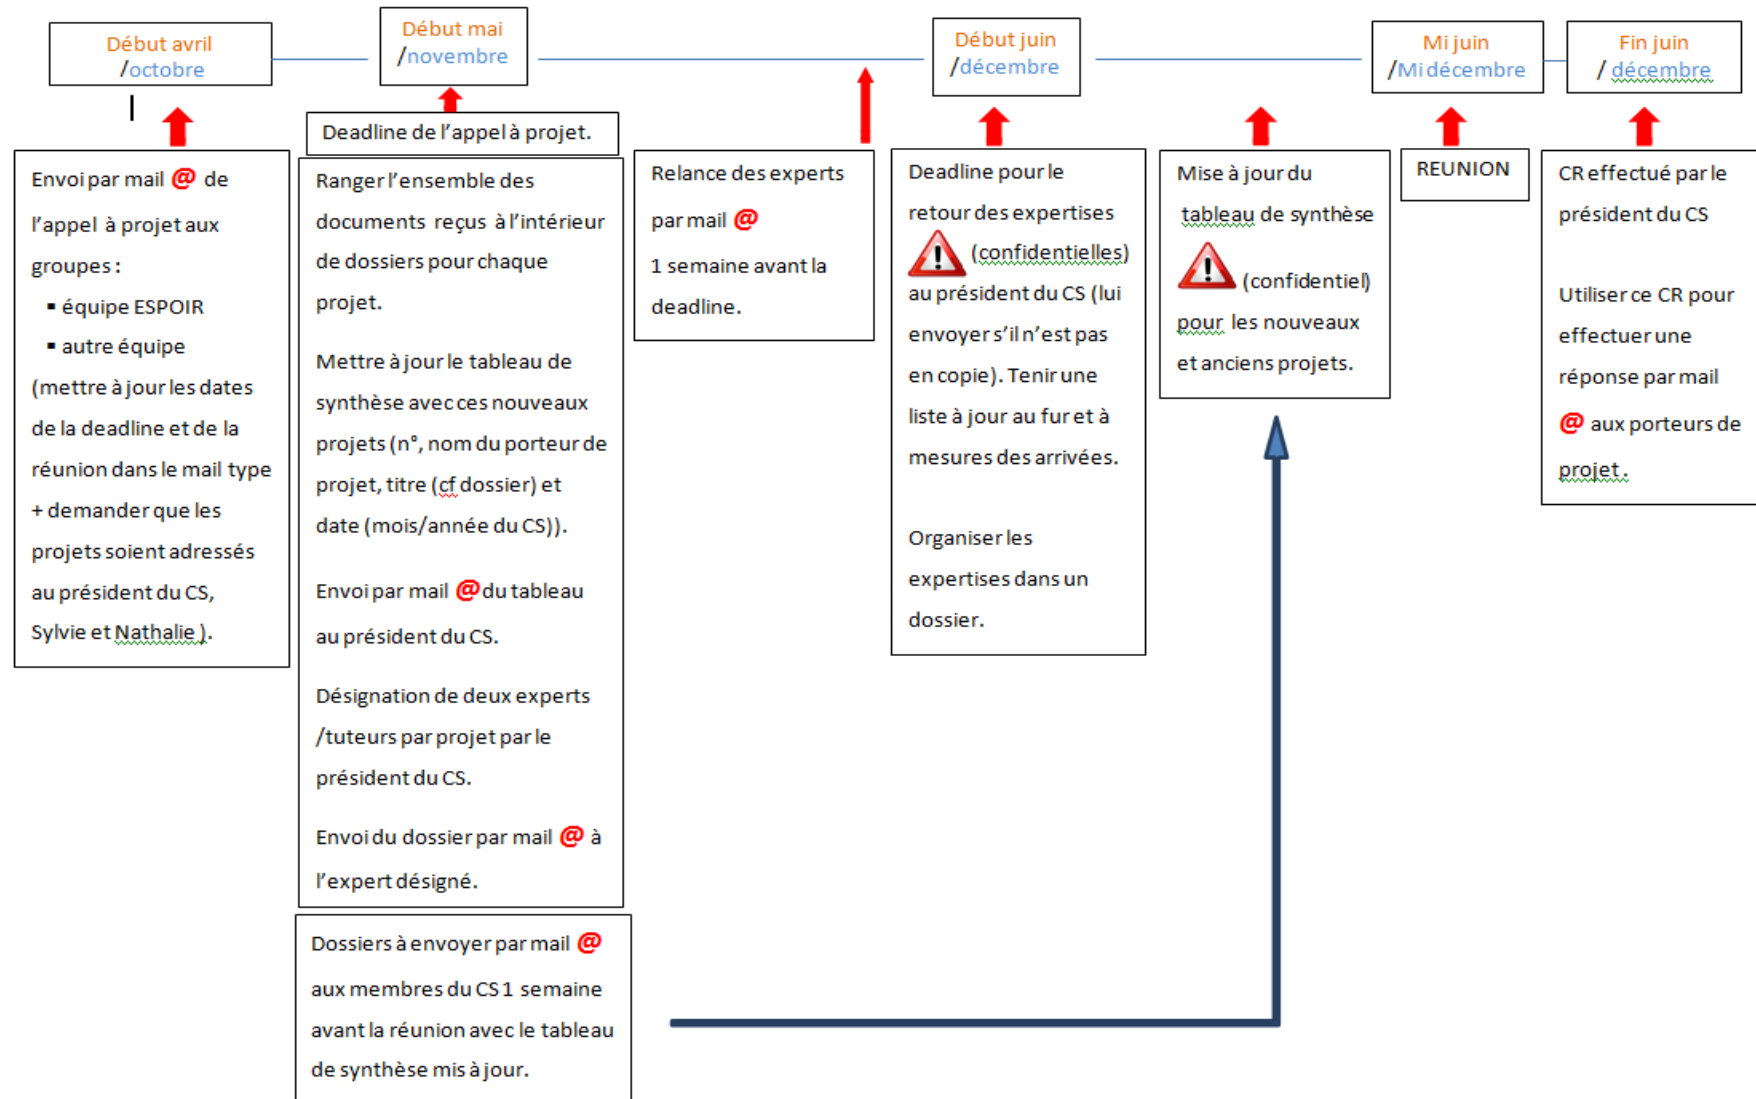 Début avril
/octobre
Début mai
/novembre
Début juin
/décembre
Mi juin
/Mi décembre
Fin juin
/ décembre
Envoi par mail @ de
l'appel à projet aux
groupes :
▪ équipe ESPOIR
▪ autre équipe
(mettre à jour les dates
de la deadline et de la
réunion dans le mail type
+ demander que les
projets soient adressés
au président du CS,
Sylvie et Nathalie ).
Deadline de l'appel à projet.
Ranger l'ensemble des
documents reçus à l'intérieur
de dossiers pour chaque
projet.
Mettre à jour le tableau de
synthèse avec ces nouveaux
projets (n°, nom du porteur de
projet, titre (cf dossier) et
date (mois/année du CS)).
Envoi par mail @ du tableau
au président du CS.
Désignation de deux experts
/tuteurs par projet par le
président du CS.
Envoi du dossier par mail @ à
l'expert désigné.
Dossiers à envoyer par mail @
aux membres du CS 1 semaine
avant la réunion avec le tableau
de synthèse mis à jour.
Relance des experts
par mail @
1 semaine avant la
deadline.
Deadline pour le
retour des expertises
! (confidentielles)
au président du CS (lui
envoyer s'il n'est pas
en copie). Tenir une
liste à jour au fur et à
mesures des arrivées.
Organiser les
expertises dans un
dossier.
Mise à jour du
tableau de synthèse
! (confidentiel)
pour les nouveaux
et anciens projets.
REUNION
CR effectué par le
président du CS
Utiliser ce CR pour
effectuer une
réponse par mail
@ aux porteurs de
projet .